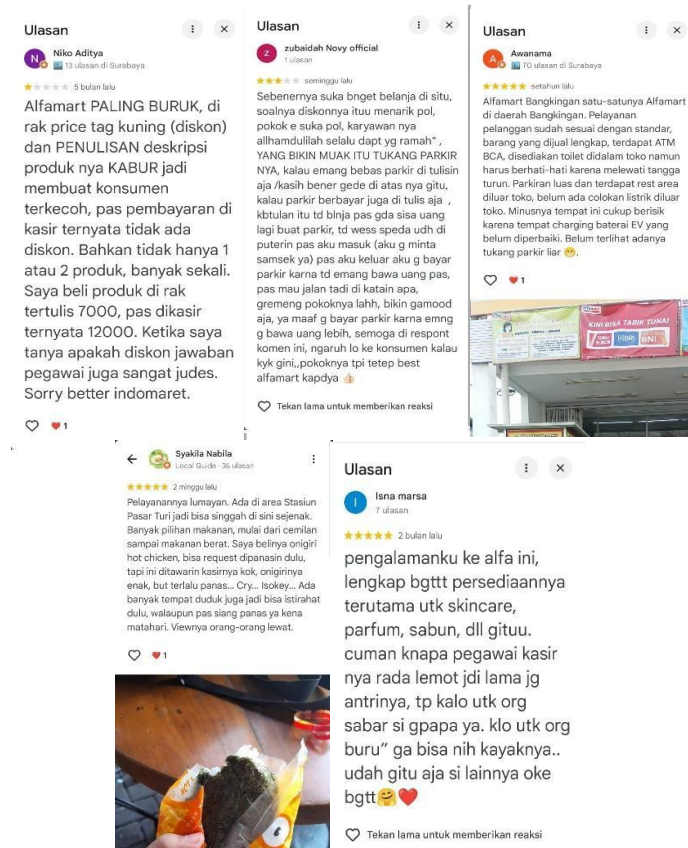 Ulasan
N
Niko Aditya
13 ulasan di Surabaya
5 bulan lalu
Alfamart PALING BURUK, di
rak price tag kuning (diskon)
dan PENULISAN deskripsi
produk nya KABUR jadi
membuat konsumen
terkecoh, pas pembayaran di
kasir ternyata tidak ada
diskon. Bahkan tidak hanya 1
atau 2 produk, banyak sekali.
Saya beli produk di rak
tertulis 7000, pas dikasir
ternyata 12000. Ketika saya
tanya apakah diskon jawaban
pegawai juga sangat judes.
Sorry better indomaret.
1
Ulasan
z
zubaidah Novy official
1 ulasan
seminggu lalu
Sebenernya suka bnget belanja di situ,
soalnya diskonnya ituu menarik pol,
pokok e suka pol, karyawan nya
allhamdulilah selalu dapt yg ramah" ,
YANG BIKIN MUAK ITU TUKANG PARKIR
NYA, kalau emang bebas parkir di tulisin
aja /kasih bener gede di atas nya gitu,
kalau parkir berbayar juga di tulis aja ,
kbtulan itu td blnja pas gda sisa uang
lagi buat parkir, td wess speda udh di
puterin pas aku masuk (aku g minta
samsek ya) pas aku keluar aku g bayar
parkir karna td emang bawa uang pas,
pas mau jalan tadi di katain apa,
gremeng pokoknya lahh, bikin gamood
aja, ya maaf g bayar parkir karna emng
g bawa uang lebih, semoga di respont
komen ini, ngaruh lo ke konsumen kalau
kyk gini,,pokoknya tpi tetep best
alfamart kapdya 👍🏻
Tekan lama untuk memberikan reaksi
Ulasan
A
Awanama
70 ulasan di Surabaya
setahun lalu
Alfamart Bangkingan satu-satunya Alfamart
di daerah Bangkingan. Pelayanan
pelanggan sudah sesuai dengan standar,
barang yang dijual lengkap, terdapat ATM
BCA, disediakan toilet didalam toko namun
harus berhati-hati karena melewati tangga
turun. Parkiran luas dan terdapat rest area
diluar toko, belum ada colokan listrik diluar
toko. Minusnya tempat ini cukup berisik
karena tempat charging baterai EV yang
belum diperbaiki. Belum terlihat adanya
tukang parkir liar 😁.
1
KINI BISA TARIK TUNAI
BRI
BNI
Syakila Nabila
Local Guide · 36 ulasan
2 minggu lalu
Pelayanannya lumayan. Ada di area Stasiun
Pasar Turi jadi bisa singgah di sini sejenak.
Banyak pilihan makanan, mulai dari cemilan
sampai makanan berat. Saya belinya onigiri
hot chicken, bisa request dipanasin dulu,
tapi ini ditawarin kasirnya kok, onigirinya
enak, but terlalu panas... Cry... Isokey... Ada
banyak tempat duduk juga jadi bisa istirahat
dulu, walaupun pas siang panas ya kena
matahari. Viewnya orang-orang lewat.
1
Ulasan
I
Isna marsa
7 ulasan
2 bulan lalu
pengalamanku ke alfa ini,
lengkap bgttt persediaannya
terutama utk skincare,
parfum, sabun, dll gituu.
cuman knapa pegawai kasir
nya rada lemot jdi lama jg
antrinya, tp kalo utk org
sabar si gpapa ya. klo utk org
buru" ga bisa nih kayaknya..
udah gitu aja si lainnya oke
bgtt🤗❤️
Tekan lama untuk memberikan reaksi